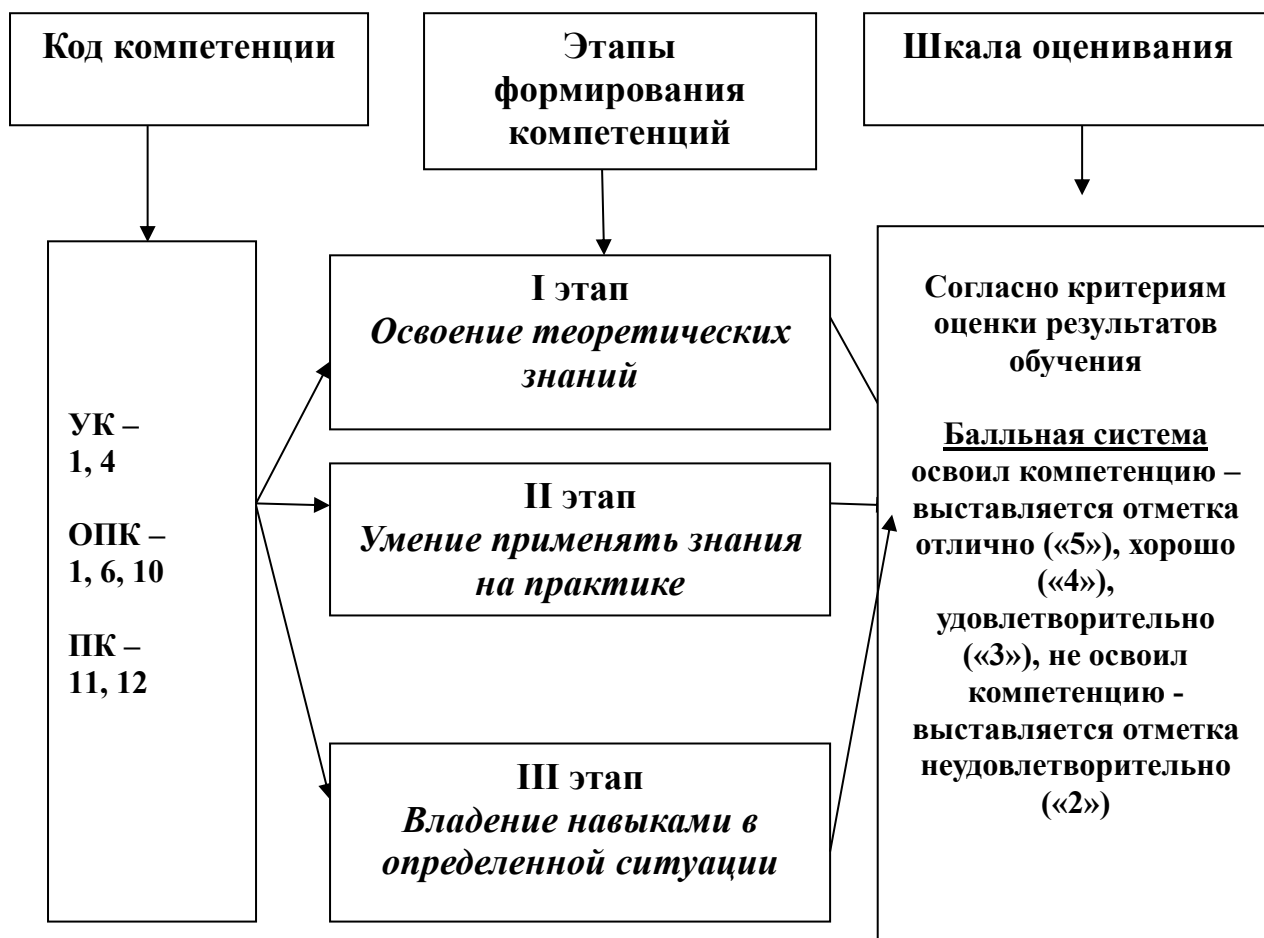 Код компетенции
Этапы
формирования
компетенций
Шкала оценивания
УК –
1, 4
ОПК –
1, 6, 10
ПК –
11, 12
I этап
Освоение теоретических
знаний
II этап
Умение применять знания
на практике
III этап
Владение навыками в
определенной ситуации
Согласно критериям
оценки результатов
обучения
Балльная система
освоил компетенцию –
выставляется отметка
отлично («5»), хорошо
(«4»),
удовлетворительно
(«3»), не освоил
компетенцию -
выставляется отметка
неудовлетворительно
(«2»)